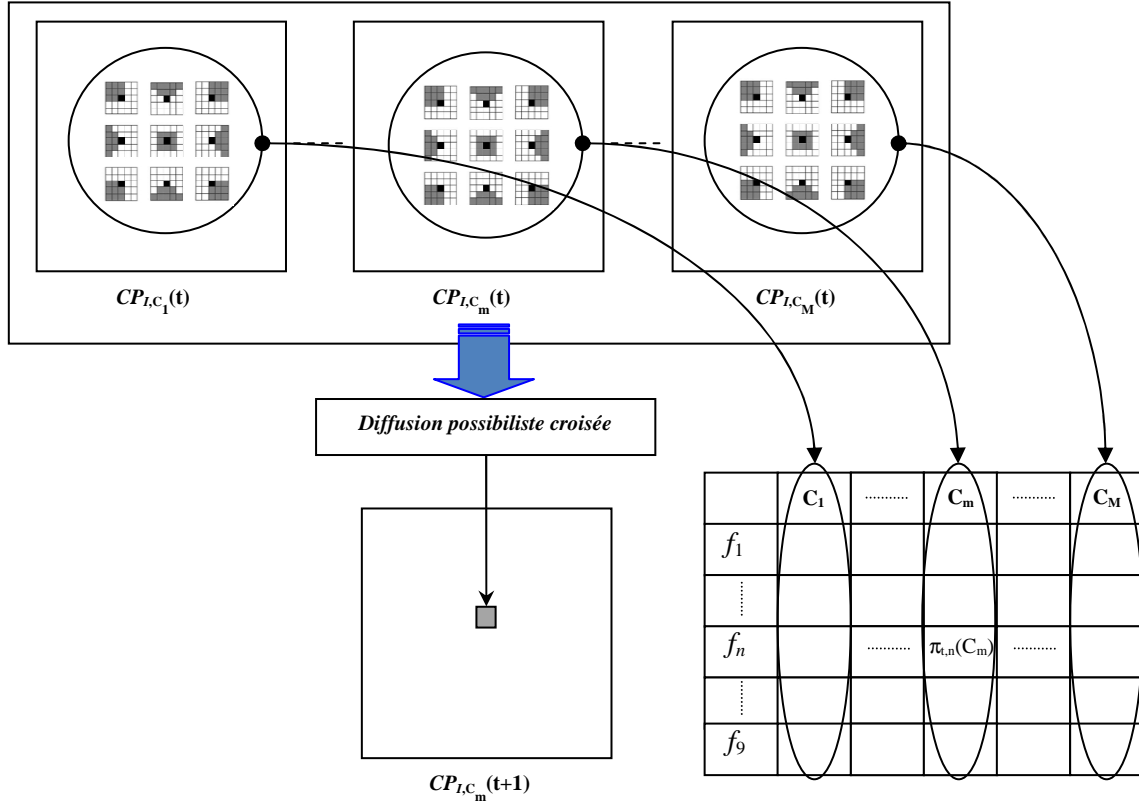 CP_{I,C_1}(t) CP_{I,C_m}(t) CP_{I,C_M}(t)
Diffusion possibiliste croisée
CP_{I,C_m}(t+1)
C_1 .......... C_m .......... C_M
f_1
f_n .......... π_{t,n}(C_m) ..........
f_9